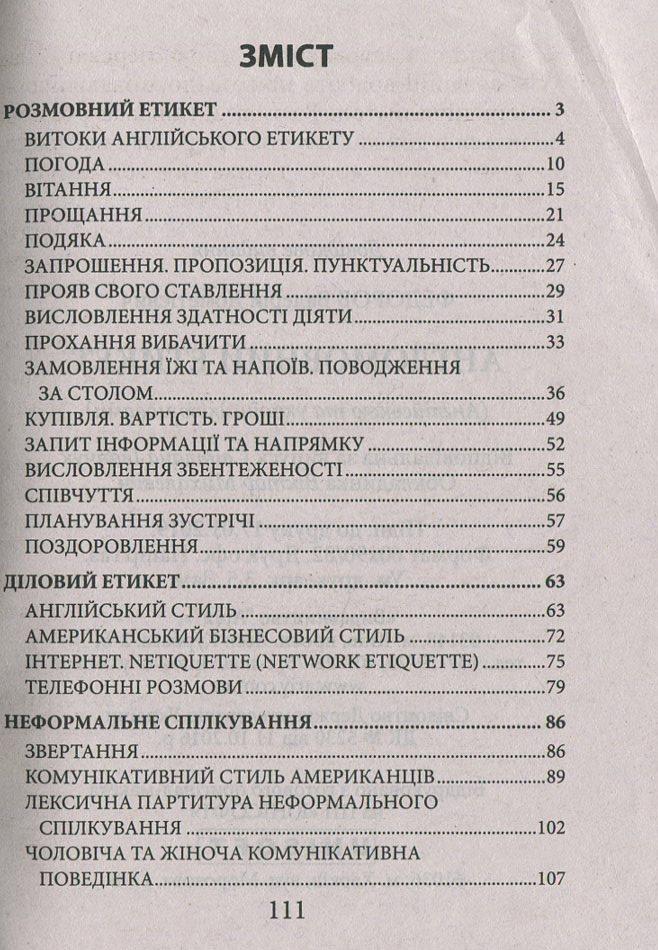 ЗМІСТ
РОЗМОВНИЙ ЕТИКЕТ ... 3
ВИТОКИ АНГЛІЙСЬКОГО ЕТИКЕТУ ... 4
ПОГОДА ... 10
ВІТАННЯ ... 15
ПРОЩАННЯ ... 21
ПОДЯКА ... 24
ЗАПРОШЕННЯ. ПРОПОЗИЦІЯ. ПУНКТУАЛЬНІСТЬ ... 27
ПРОЯВ СВОГО СТАВЛЕННЯ ... 29
ВИСЛОВЛЕННЯ ЗДАТНОСТІ ДІЯТИ ... 31
ПРОХАННЯ ВИБАЧИТИ ... 33
ЗАМОВЛЕННЯ ЇЖІ ТА НАПОЇВ. ПОВОДЖЕННЯ
ЗА СТОЛОМ ... 36
КУПІВЛЯ. ВАРТІСТЬ. ГРОШІ ... 49
ЗАПИТ ІНФОРМАЦІЇ ТА НАПРЯМКУ ... 52
ВИСЛОВЛЕННЯ ЗБЕНТЕЖЕНОСТІ ... 55
СПІВЧУТТЯ ... 56
ПЛАНУВАННЯ ЗУСТРІЧІ ... 57
ПОЗДОРОВЛЕННЯ ... 59
ДІЛОВИЙ ЕТИКЕТ ... 63
АНГЛІЙСЬКИЙ СТИЛЬ ... 63
АМЕРИКАНСЬКИЙ БІЗНЕСОВИЙ СТИЛЬ ... 72
ІНТЕРНЕТ. NETIQUETTE (NETWORK ETIQUETTE) ... 75
ТЕЛЕФОННІ РОЗМОВИ ... 79
НЕФОРМАЛЬНЕ СПІЛКУВАННЯ ... 86
ЗВЕРТАННЯ ... 86
КОМУНІКАТИВНИЙ СТИЛЬ АМЕРИКАНЦІВ ... 89
ЛЕКСИЧНА ПАРТИТУРА НЕФОРМАЛЬНОГО
СПІЛКУВАННЯ ... 102
ЧОЛОВІЧА ТА ЖІНОЧА КОМУНІКАТИВНА
ПОВЕДІНКА ... 107
111